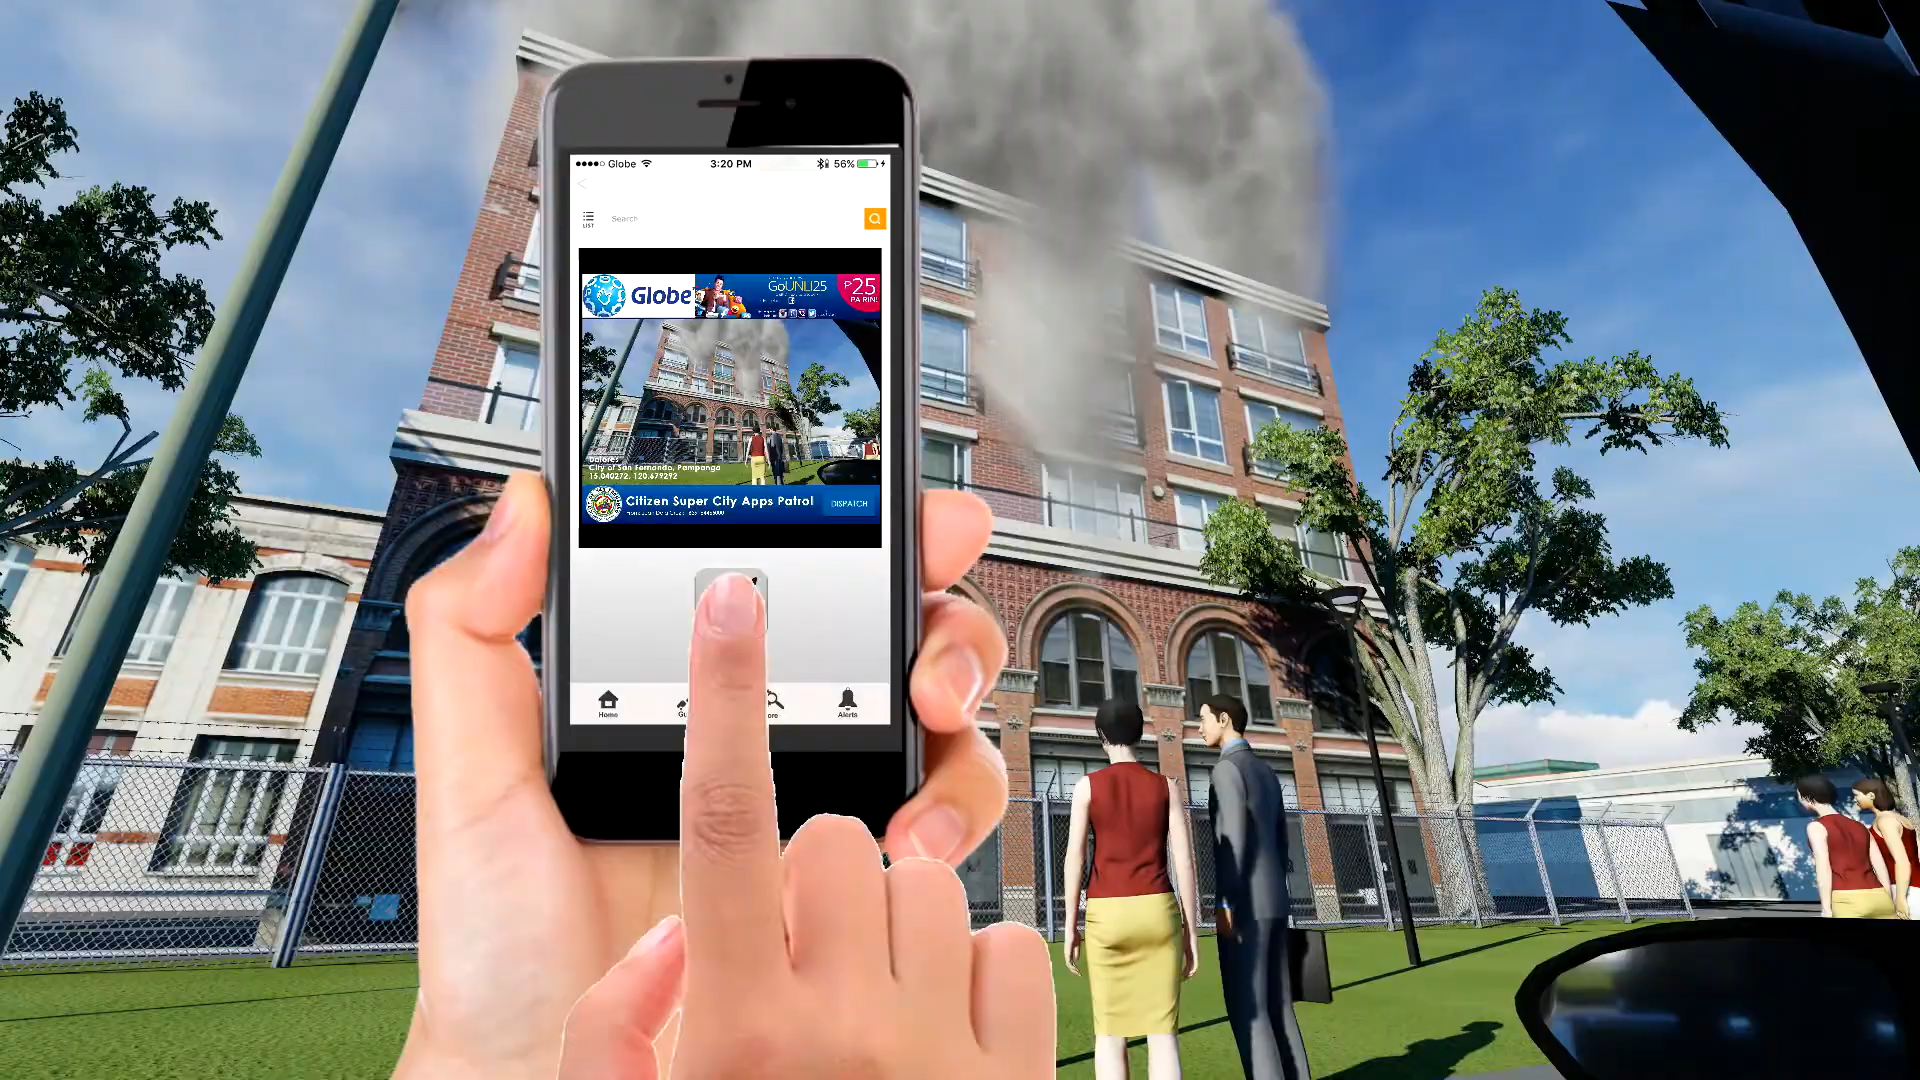 Globe
3:20 PM
56%
LIST
Search
Globe
GoUNLI25
₱25
PA RIN!
Dolores
City of San Fernando, Pampanga
15.040272, 120.679292
Citizen Super City Apps Patrol
DISPATCH
Home
Alerts